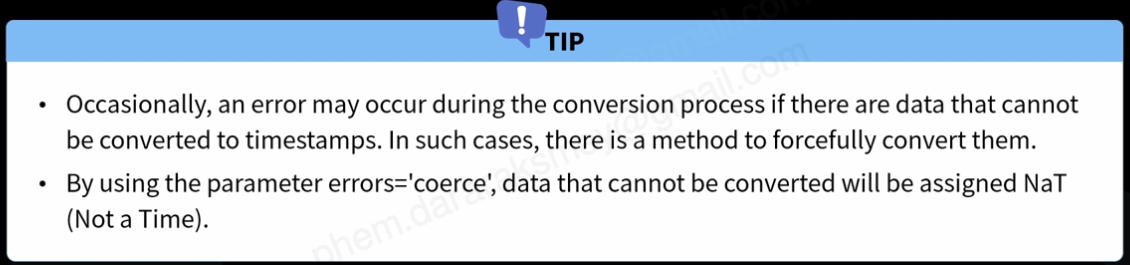 ! TIP
• Occasionally, an error may occur during the conversion process if there are data that cannot
be converted to timestamps. In such cases, there is a method to forcefully convert them.
• By using the parameter errors='coerce', data that cannot be converted will be assigned NaT
(Not a Time).